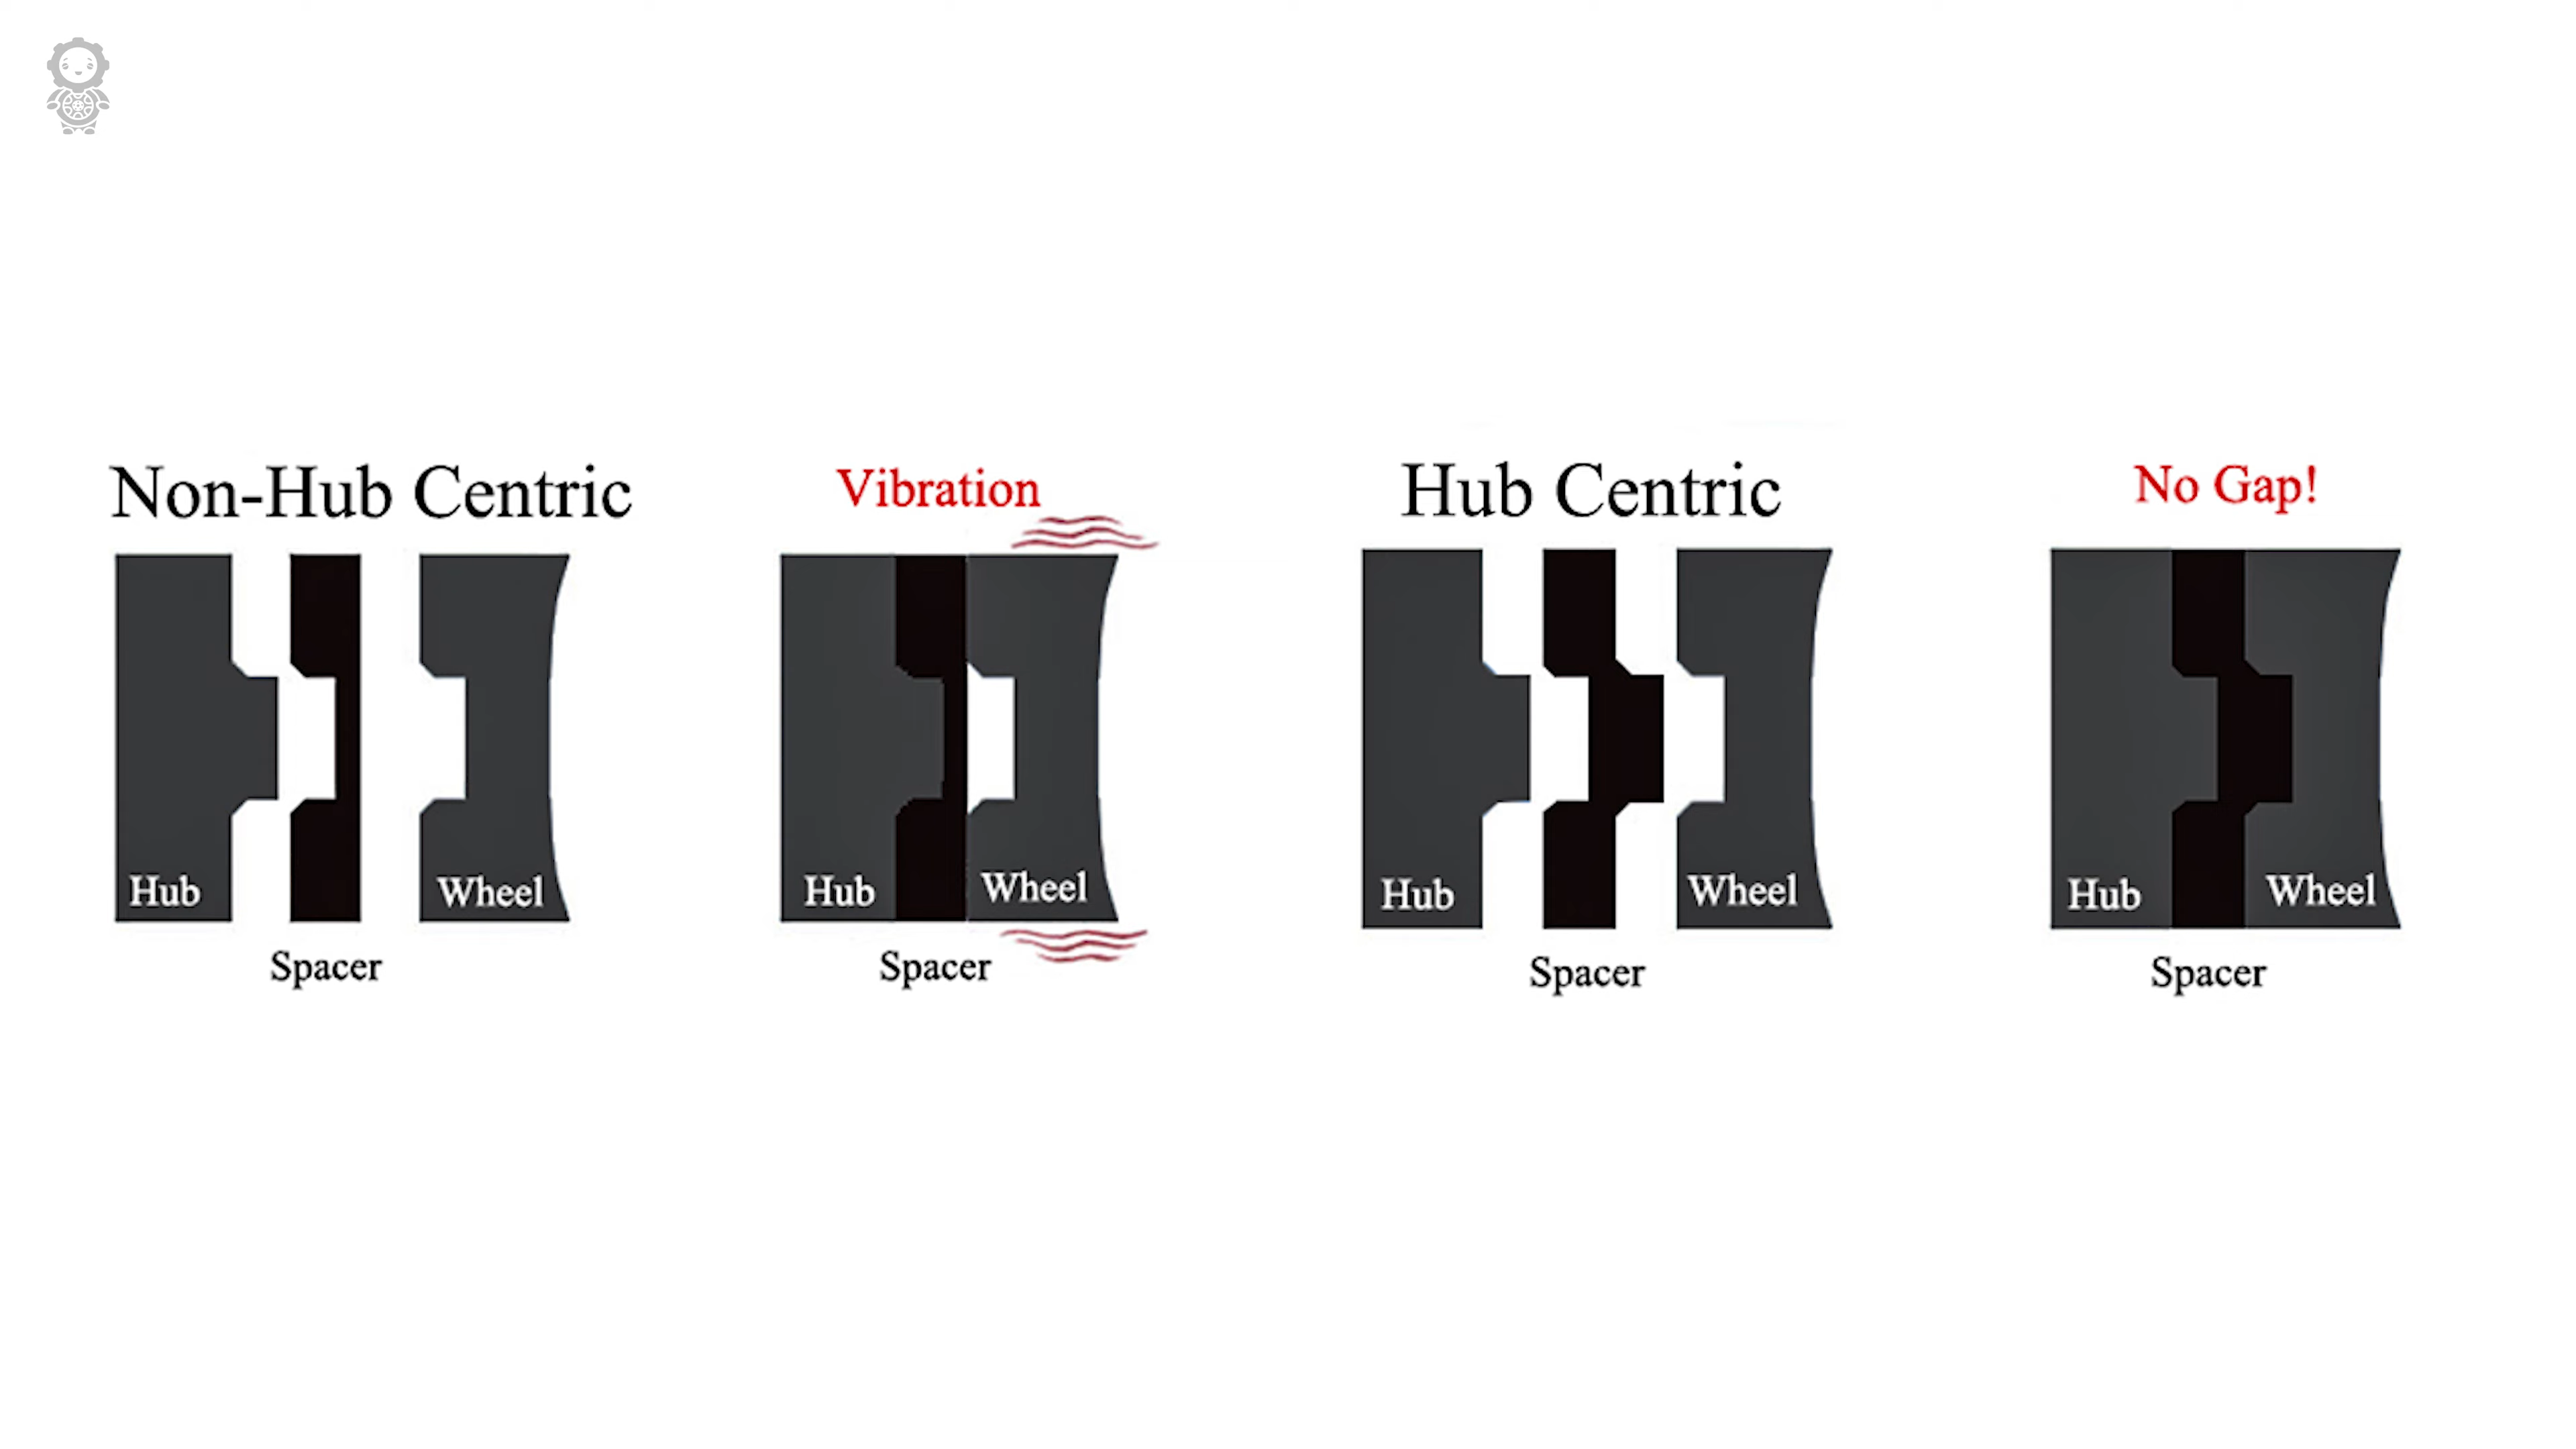 Non-Hub Centric
Hub
Wheel
Spacer
Vibration
Hub
Wheel
Spacer
Hub Centric
Hub
Wheel
Spacer
No Gap!
Hub
Wheel
Spacer